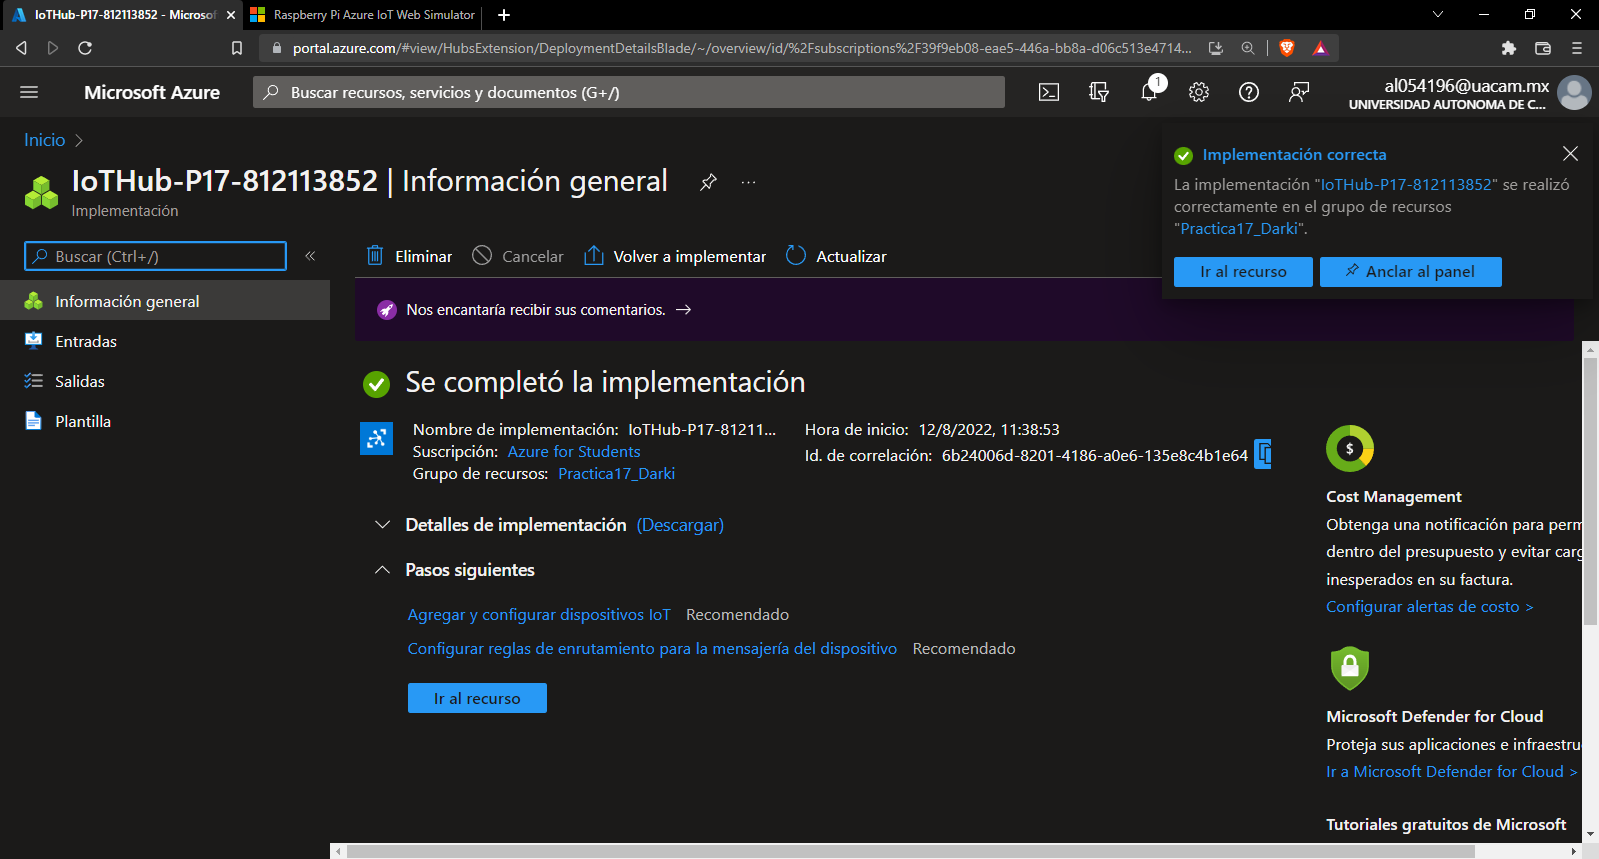 IoTHub-P17-812113852 - Microsof
Raspberry Pi Azure IoT Web Simulator
portal.azure.com/#view/HubsExtension/DeploymentDetailsBlade/~/overview/id/%2Fsubscriptions%2F39f9eb08-eae5-446a-bb8a-d06c513e4714...
Microsoft Azure
Buscar recursos, servicios y documentos (G+/)
1
al054196@uacam.mx
UNIVERSIDAD AUTONOMA DE C...
Inicio
IoTHub-P17-812113852 | Información general
...
Implementación
Implementación correcta
La implementación "IoTHub-P17-812113852" se realizó
correctamente en el grupo de recursos
"Practica17_Darki".
Ir al recurso
Anclar al panel
Buscar (Ctrl+/)
«
Eliminar
Cancelar
Volver a implementar
Actualizar
Información general
Entradas
Salidas
Plantilla
Nos encantaría recibir sus comentarios. →
Se completó la implementación
Nombre de implementación: IoTHub-P17-81211...
Suscripción: Azure for Students
Grupo de recursos: Practica17_Darki
Hora de inicio: 12/8/2022, 11:38:53
Id. de correlación: 6b24006d-8201-4186-a0e6-135e8c4b1e64
Detalles de implementación (Descargar)
Pasos siguientes
Agregar y configurar dispositivos IoT Recomendado
Configurar reglas de enrutamiento para la mensajería del dispositivo Recomendado
Ir al recurso
$
Cost Management
Obtenga una notificación para perm
dentro del presupuesto y evitar carg
inesperados en su factura.
Configurar alertas de costo >
Microsoft Defender for Cloud
Proteja sus aplicaciones e infraestru
Ir a Microsoft Defender for Cloud >
Tutoriales gratuitos de Microsoft